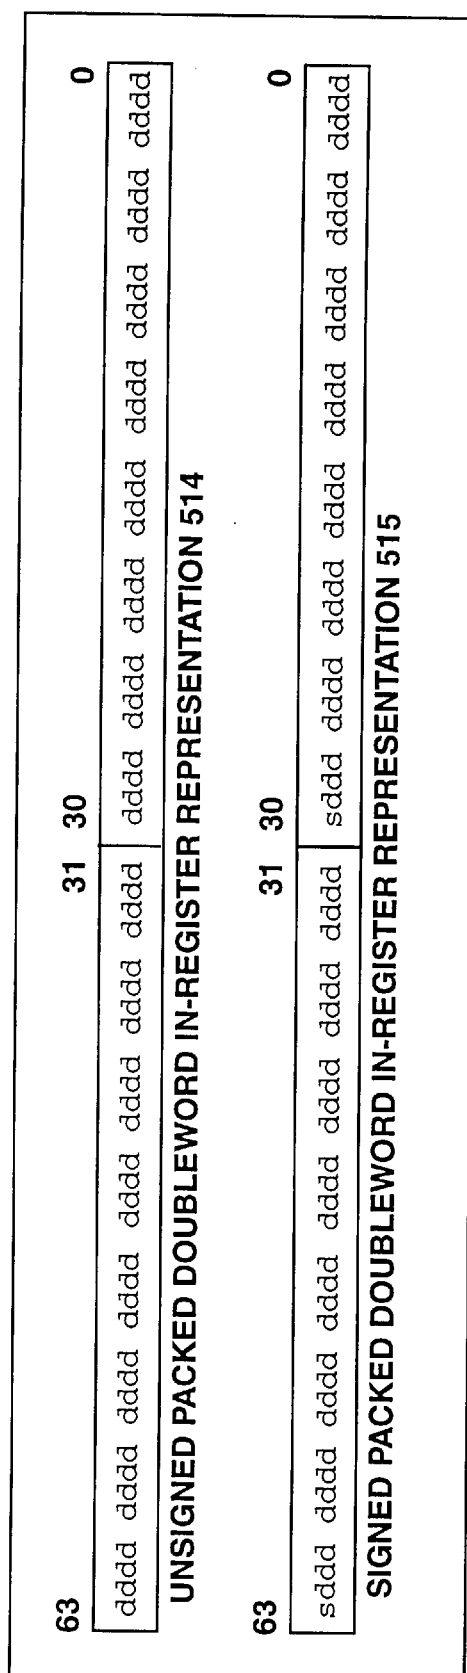 63 31 30 0
dddd dddd dddd dddd dddd dddd dddd dddd dddd dddd dddd dddd dddd dddd dddd dddd
UNSIGNED PACKED DOUBLEWORD IN-REGISTER REPRESENTATION 514
63 31 30 0
sddd dddd dddd dddd dddd dddd dddd dddd sddd dddd dddd dddd dddd dddd dddd dddd
SIGNED PACKED DOUBLEWORD IN-REGISTER REPRESENTATION 515